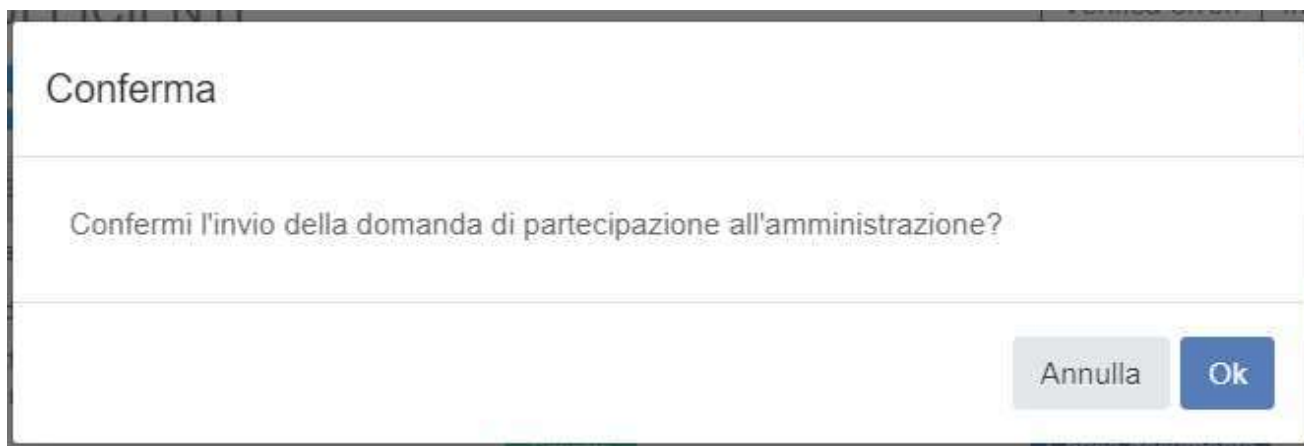 Conferma
Confermi l'invio della domanda di partecipazione all'amministrazione?
Annulla
Ok